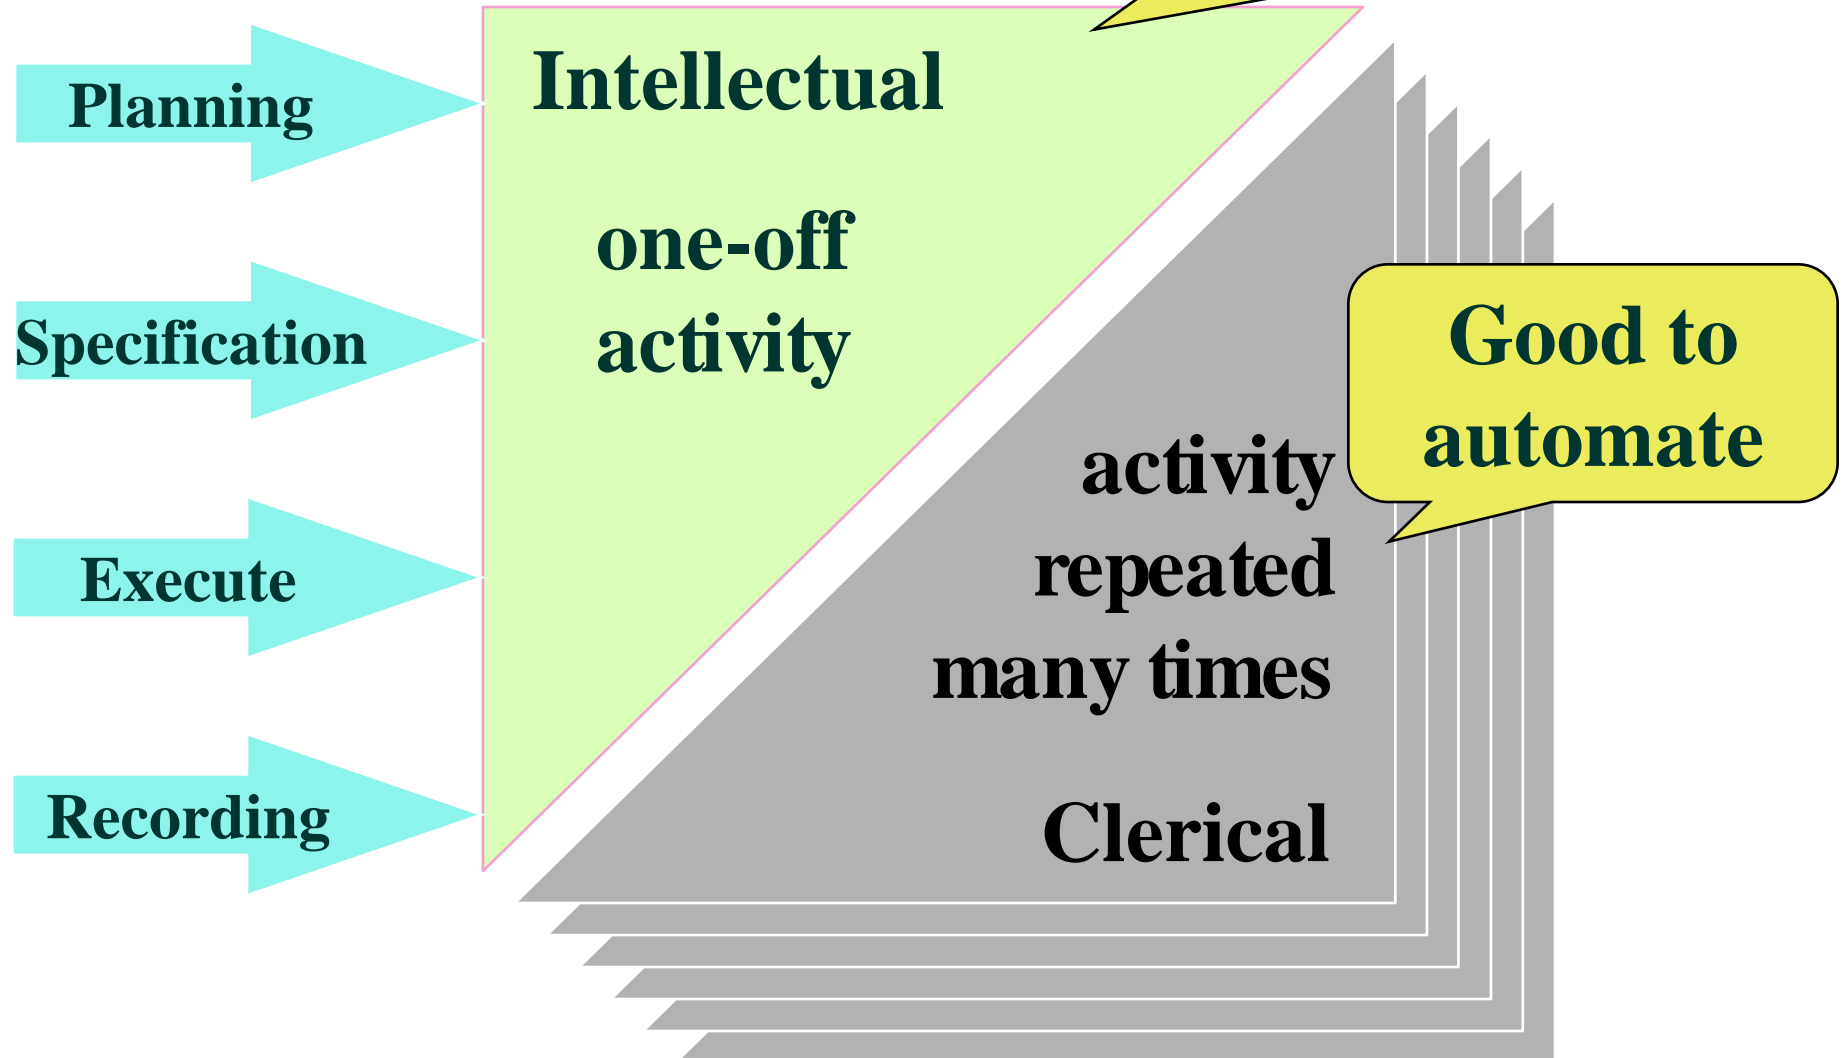 Planning
Intellectual
one-off
activity
Specification
Good to
automate
activity
repeated
many times
Execute
Recording
Clerical